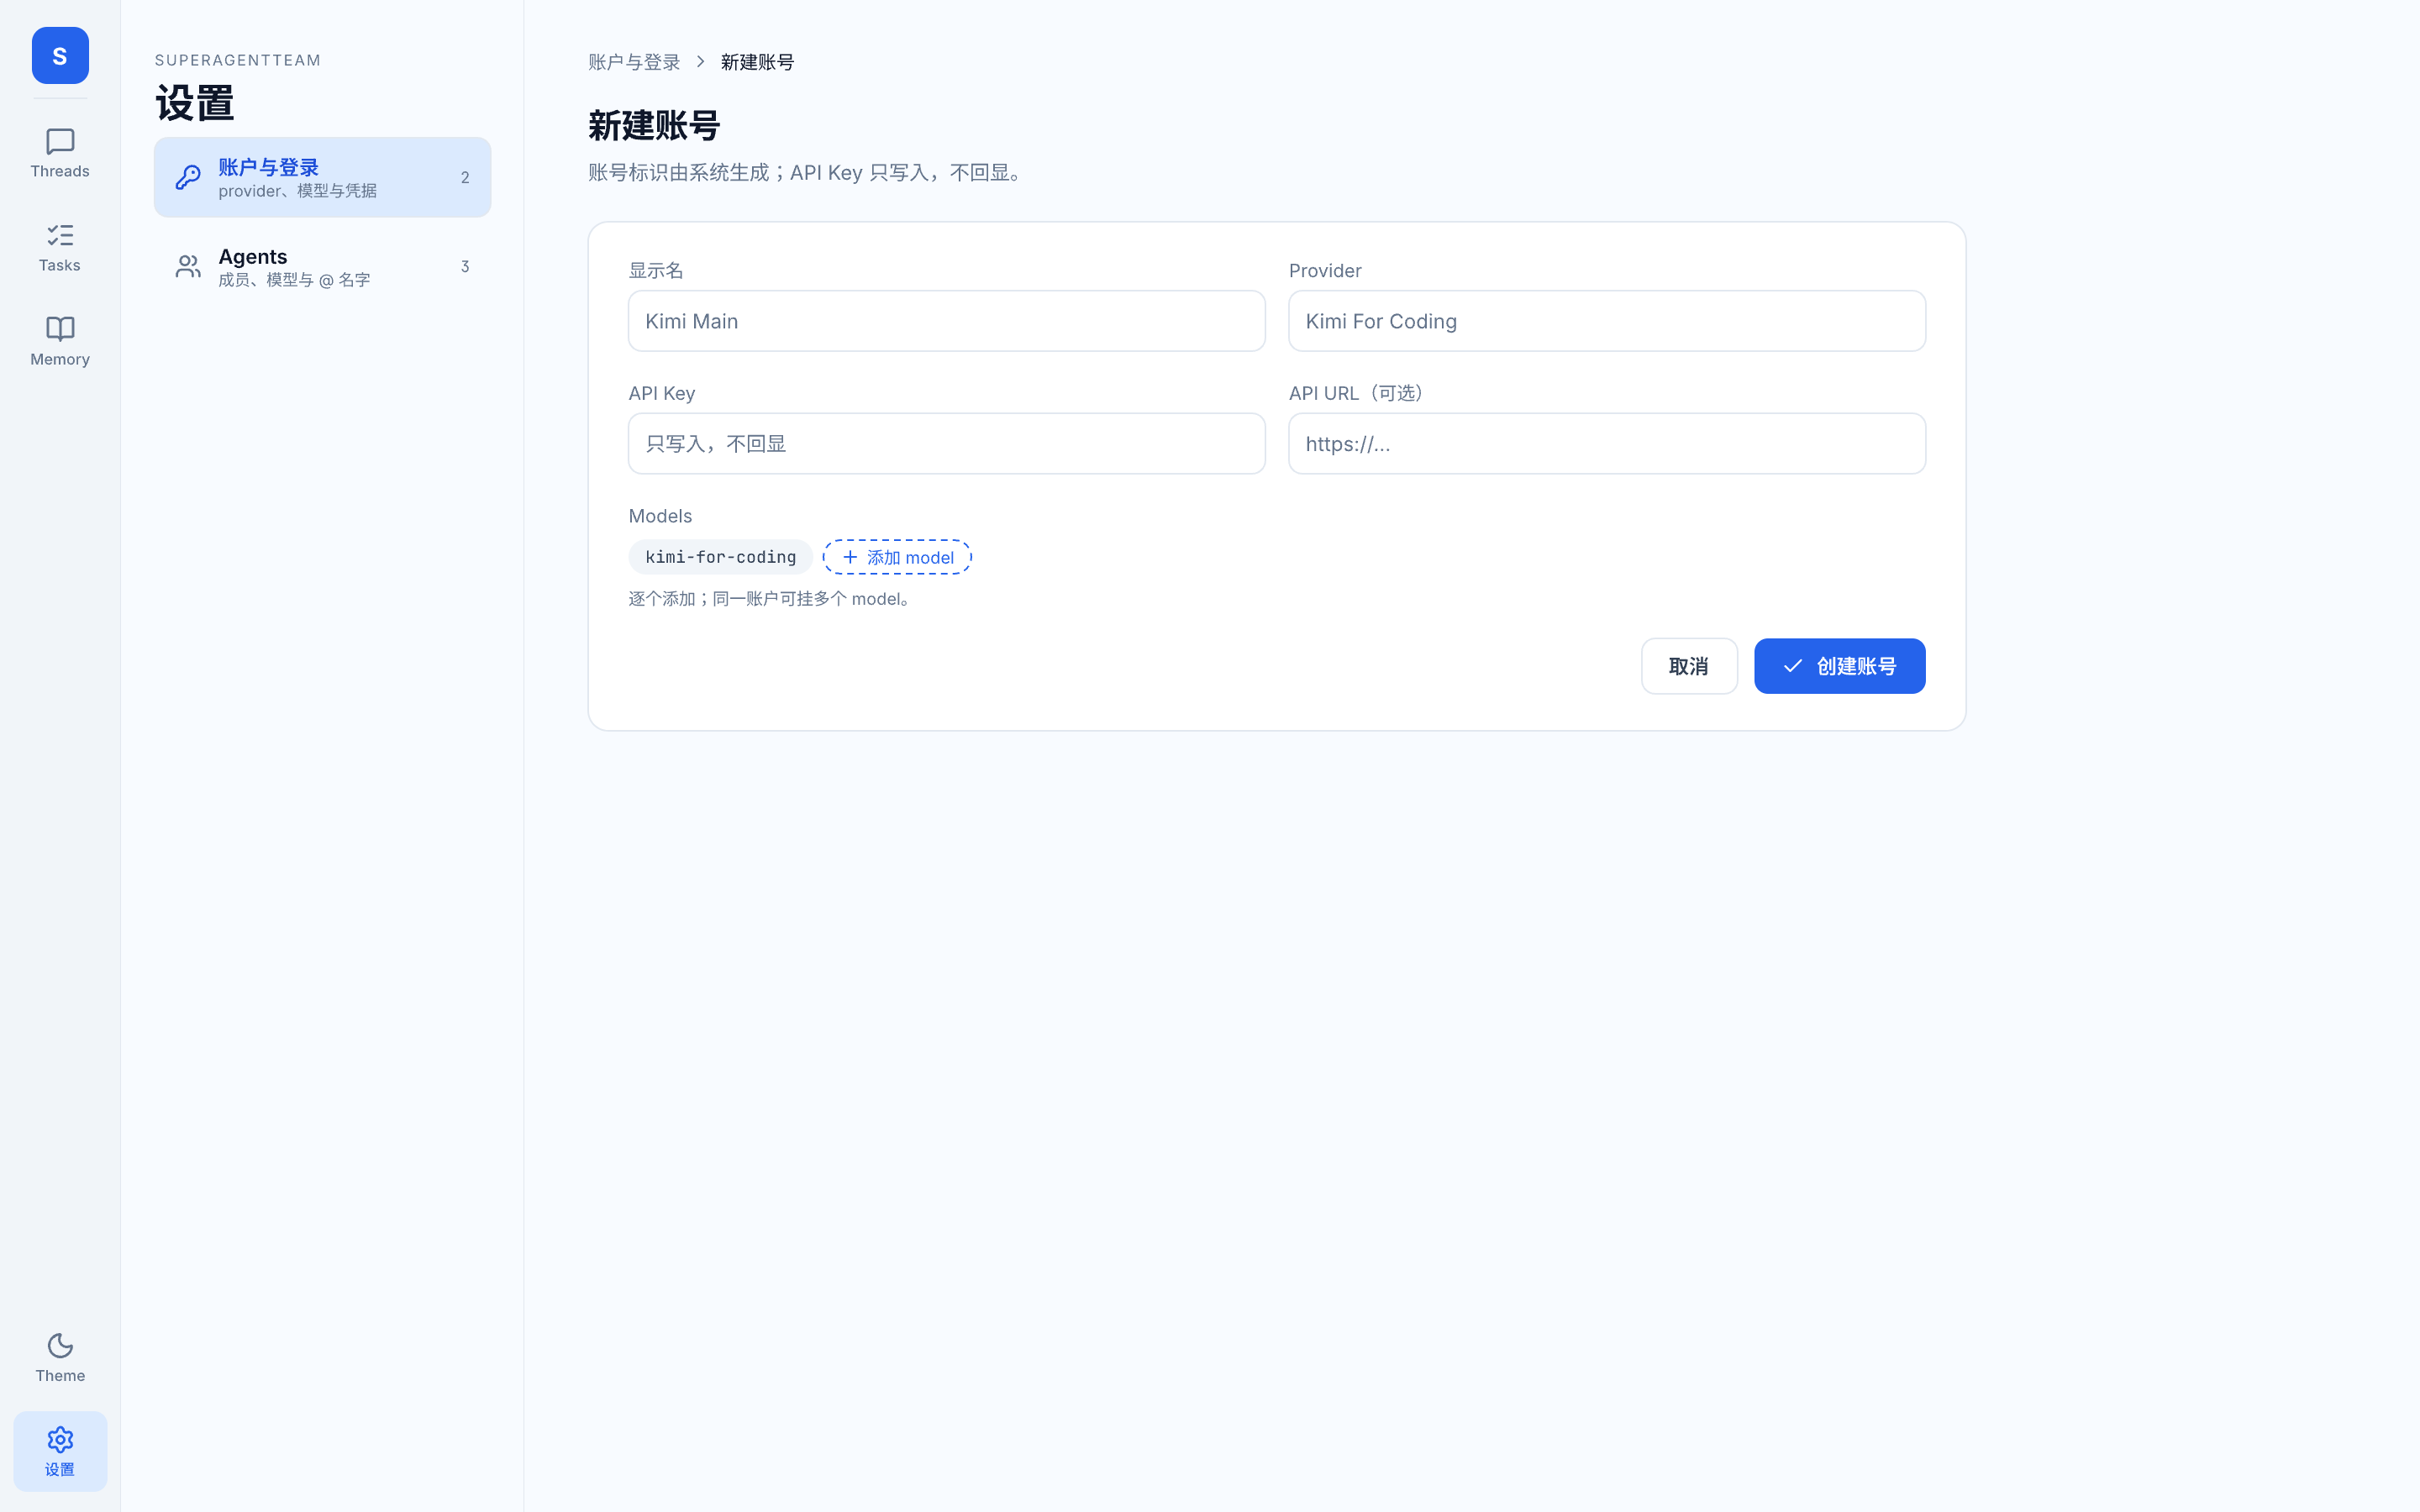 S
Threads
Tasks
Memory
Theme
设置
SUPERAGENTTEAM
设置
账户与登录
provider、模型与凭据
2
Agents
成员、模型与 @ 名字
3
账户与登录 > 新建账号
新建账号
账号标识由系统生成；API Key 只写入，不回显。
显示名
Kimi Main
Provider
Kimi For Coding
API Key
只写入，不回显
API URL（可选）
https://...
Models
kimi-for-coding
+ 添加 model
逐个添加；同一账户可挂多个 model。
取消
创建账号